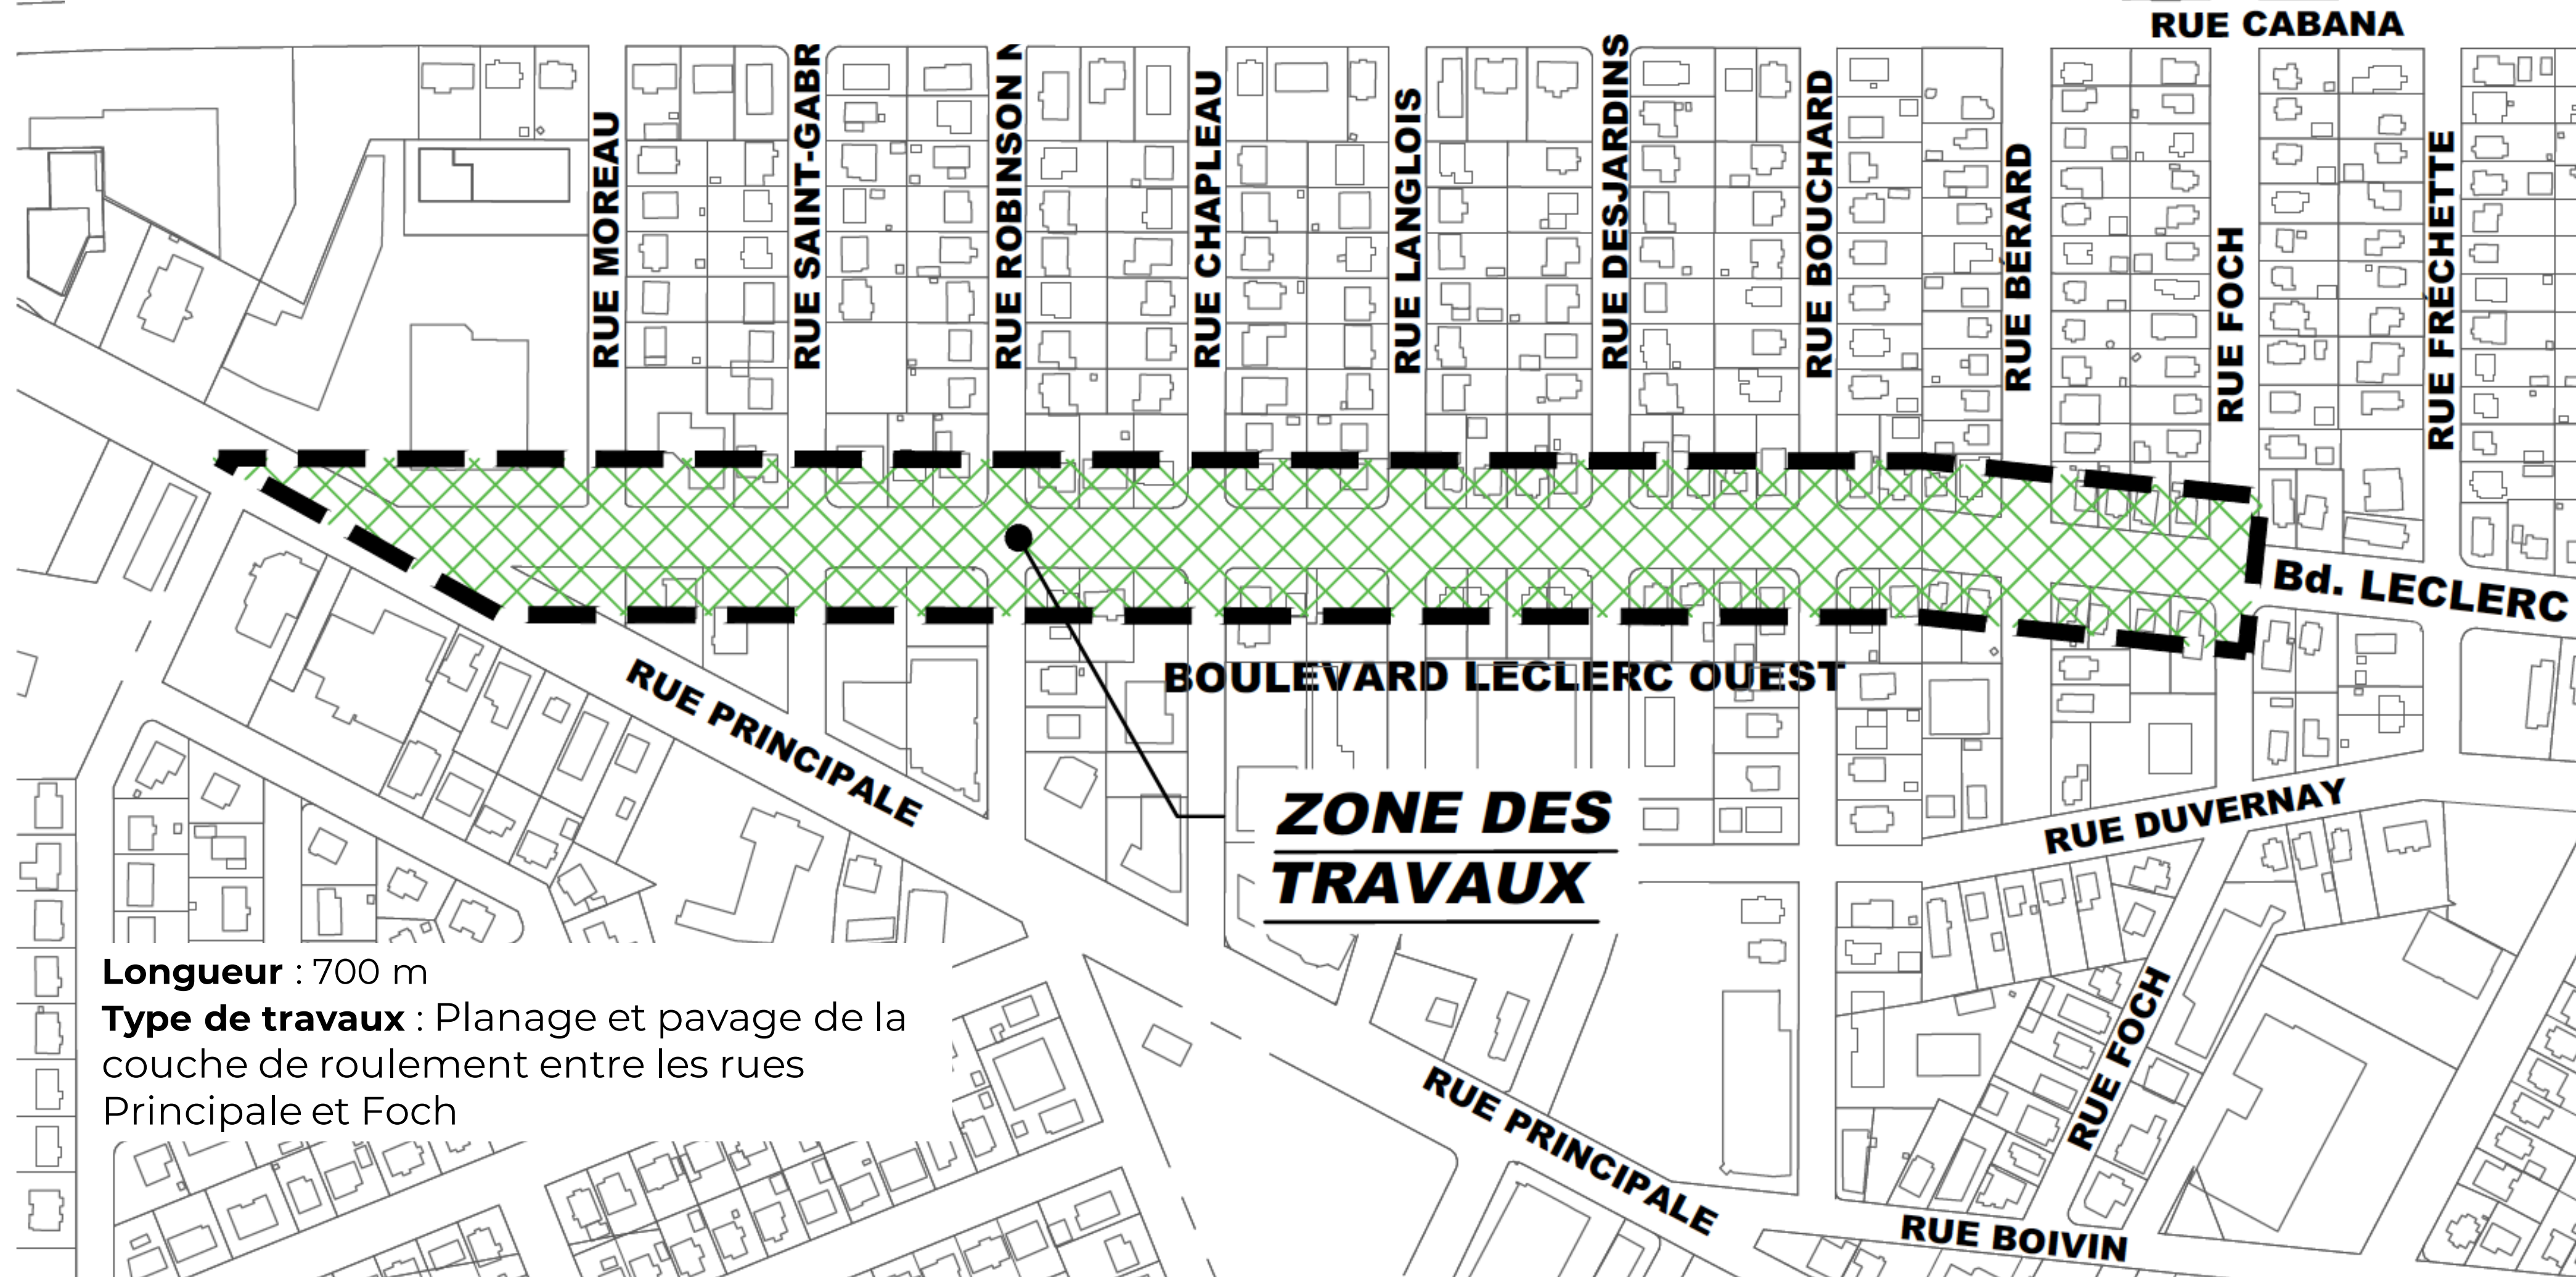 RUE CABANA
RUE MOREAU
RUE SAINT-GABR
RUE ROBINSON N
RUE CHAPLEAU
RUE LANGLOIS
RUE DESJARDINS
RUE BOUCHARD
RUE BÉRARD
RUE FOCH
RUE FRÉCHETTE
Bd. LECLERC
BOULEVARD LECLERC OUEST
RUE PRINCIPALE
ZONE DES
TRAVAUX
RUE DUVERNAY
Longueur : 700 m
Type de travaux : Planage et pavage de la
couche de roulement entre les rues
Principale et Foch
RUE FOCH
RUE PRINCIPALE
RUE BOIVIN